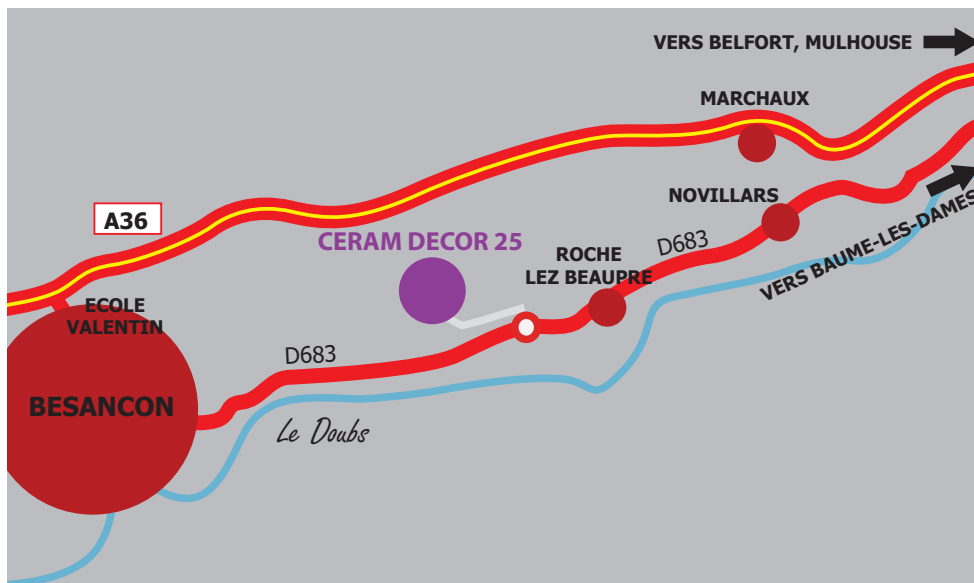 VERS BELFORT, MULHOUSE
MARCHAUX
NOVILLARS
A36
CERAM DECOR 25
D683
ROCHE
LEZ BEAUPRE
VERS BAUME-LES-DAMES
ECOLE
VALENTIN
D683
BESANCON
Le Doubs